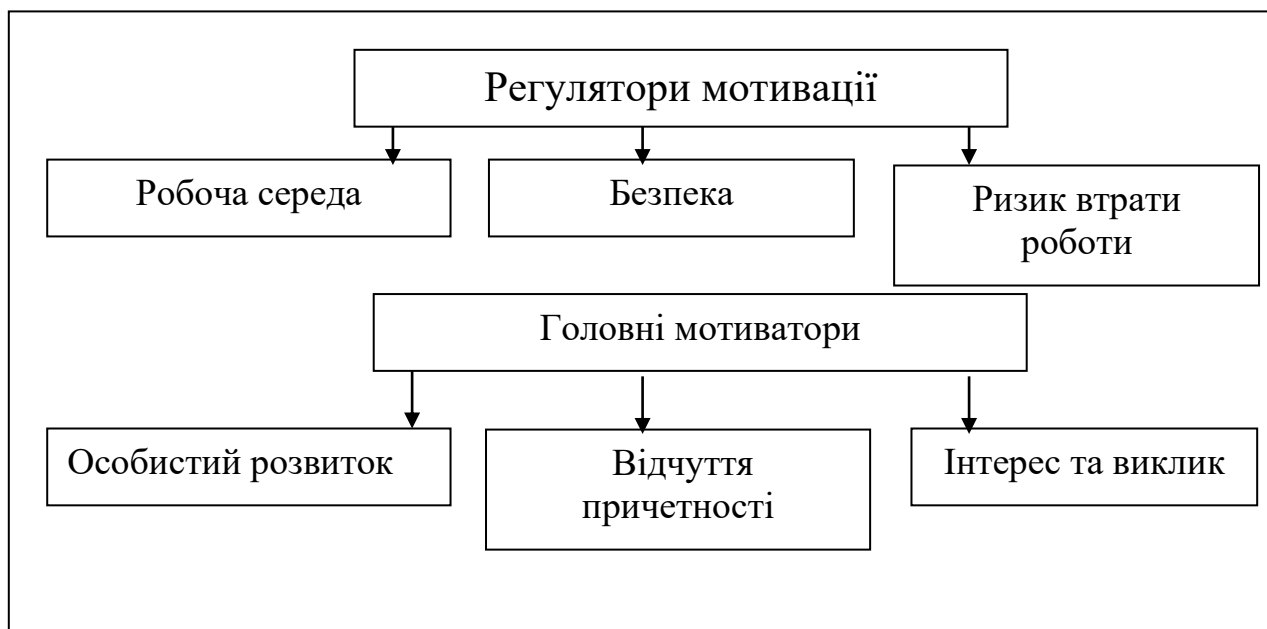 Регулятори мотивації
Робоча середа
Безпека
Ризик втрати
роботи
Головні мотиватори
Особистий розвиток
Відчуття
причетності
Інтерес та виклик